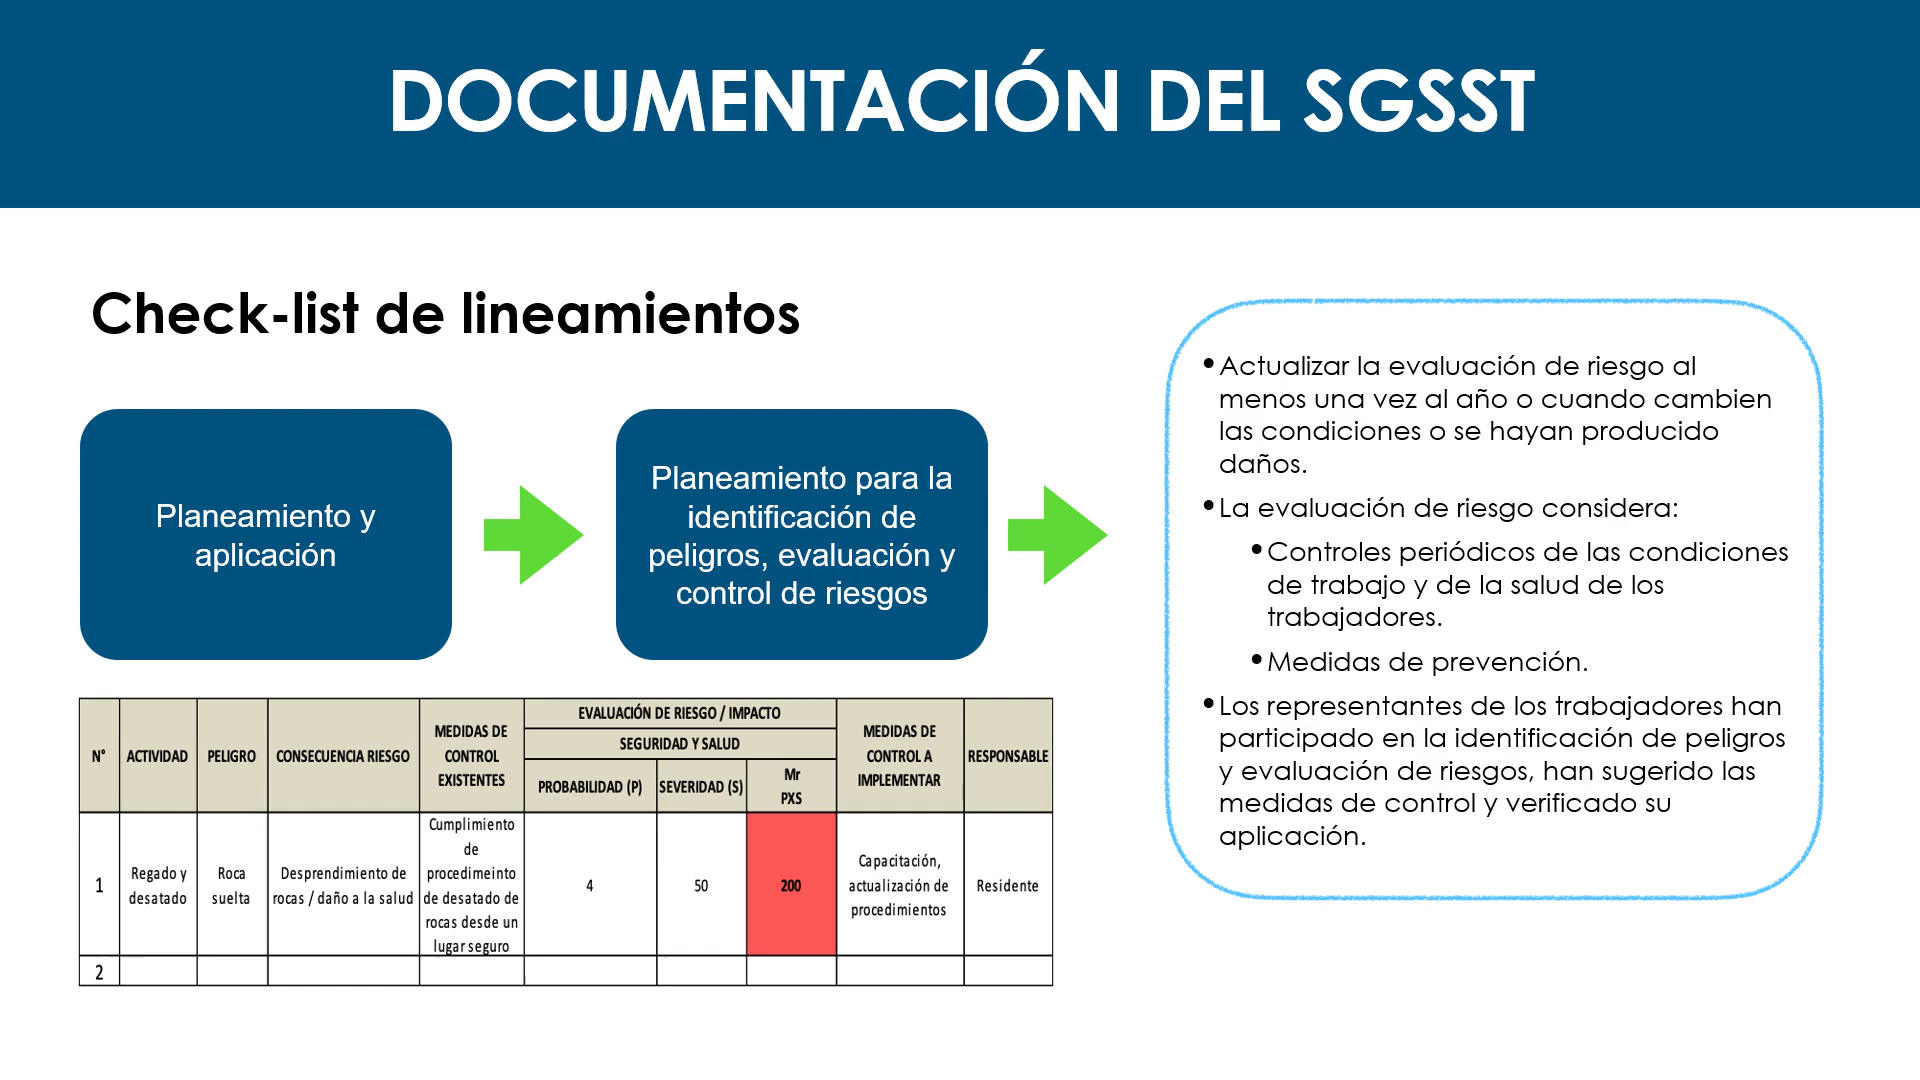 DOCUMENTACIÓN DEL SGSST
Check-list de lineamientos
Planeamiento y
aplicación
Planeamiento para la
identificación de
peligros, evaluación y
control de riesgos
•Actualizar la evaluación de riesgo al
menos una vez al año o cuando cambien
las condiciones o se hayan producido
daños.
•La evaluación de riesgo considera:
•Controles periódicos de las condiciones
de trabajo y de la salud de los
trabajadores.
•Medidas de prevención.
•Los representantes de los trabajadores han
participado en la identificación de peligros
y evaluación de riesgos, han sugerido las
medidas de control y verificado su
aplicación.
N°
ACTIVIDAD
PELIGRO
CONSECUENCIA RIESGO
MEDIDAS DE
CONTROL
EXISTENTES
EVALUACIÓN DE RIESGO / IMPACTO
SEGURIDAD Y SALUD
PROBABILIDAD (P)
SEVERIDAD (S)
Mr
PXS
MEDIDAS DE
CONTROL A
IMPLEMENTAR
RESPONSABLE
1
Regado y
desatado
Roca
suelta
Desprendimiento de
rocas / daño a la salud
Cumplimiento
de
procedimeinto
de desatado de
rocas desde un
lugar seguro
4
50
200
Capacitación,
actualización de
procedimientos
Residente
2